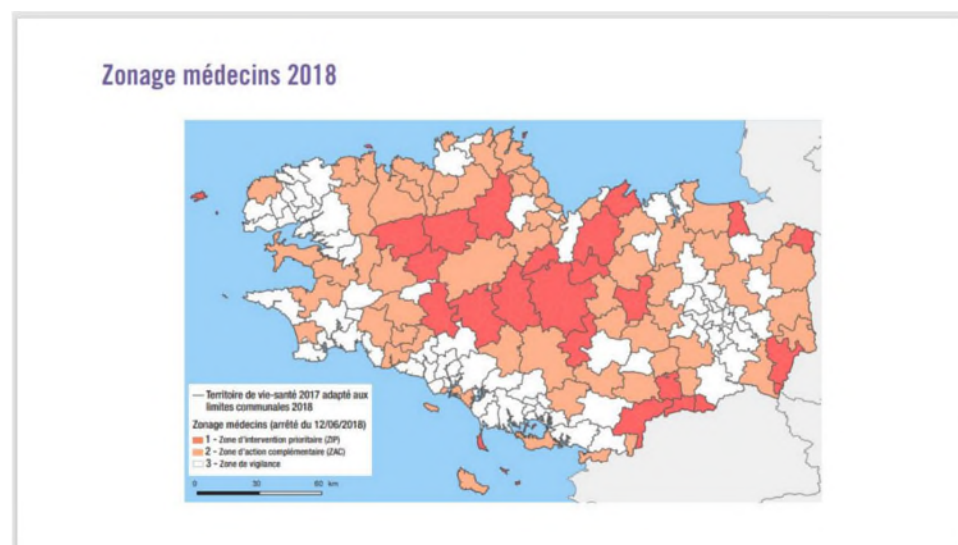 Zonage médecins 2018
Territoire de vie-santé 2017 adapté aux
limites communales 2018
Zonage médecins (arrêté du 12/06/2018)
1 - Zone d'intervention prioritaire (ZIP)
2 - Zone d'action complémentaire (ZAC)
3 - Zone de vigilance
0 30 60 km